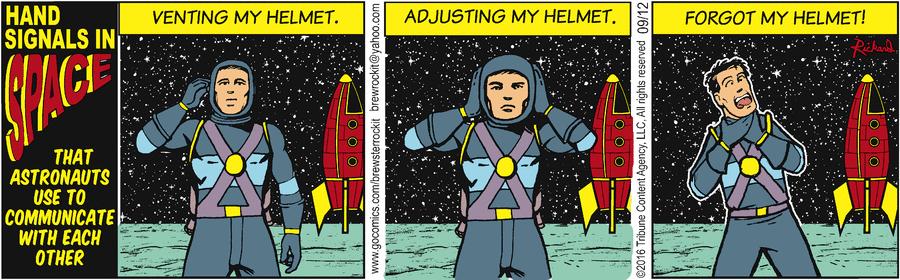 HAND
SIGNALS IN
SPACE
THAT
ASTRONAUTS
USE TO
COMMUNICATE
WITH EACH
OTHER
VENTING MY HELMET.
www.gocomics.com/brewsterrockit brewrockit@yahoo.com
ADJUSTING MY HELMET.
©2016 Tribune Content Agency, LLC. All rights reserved 09/12
FORGOT MY HELMET!
Richard